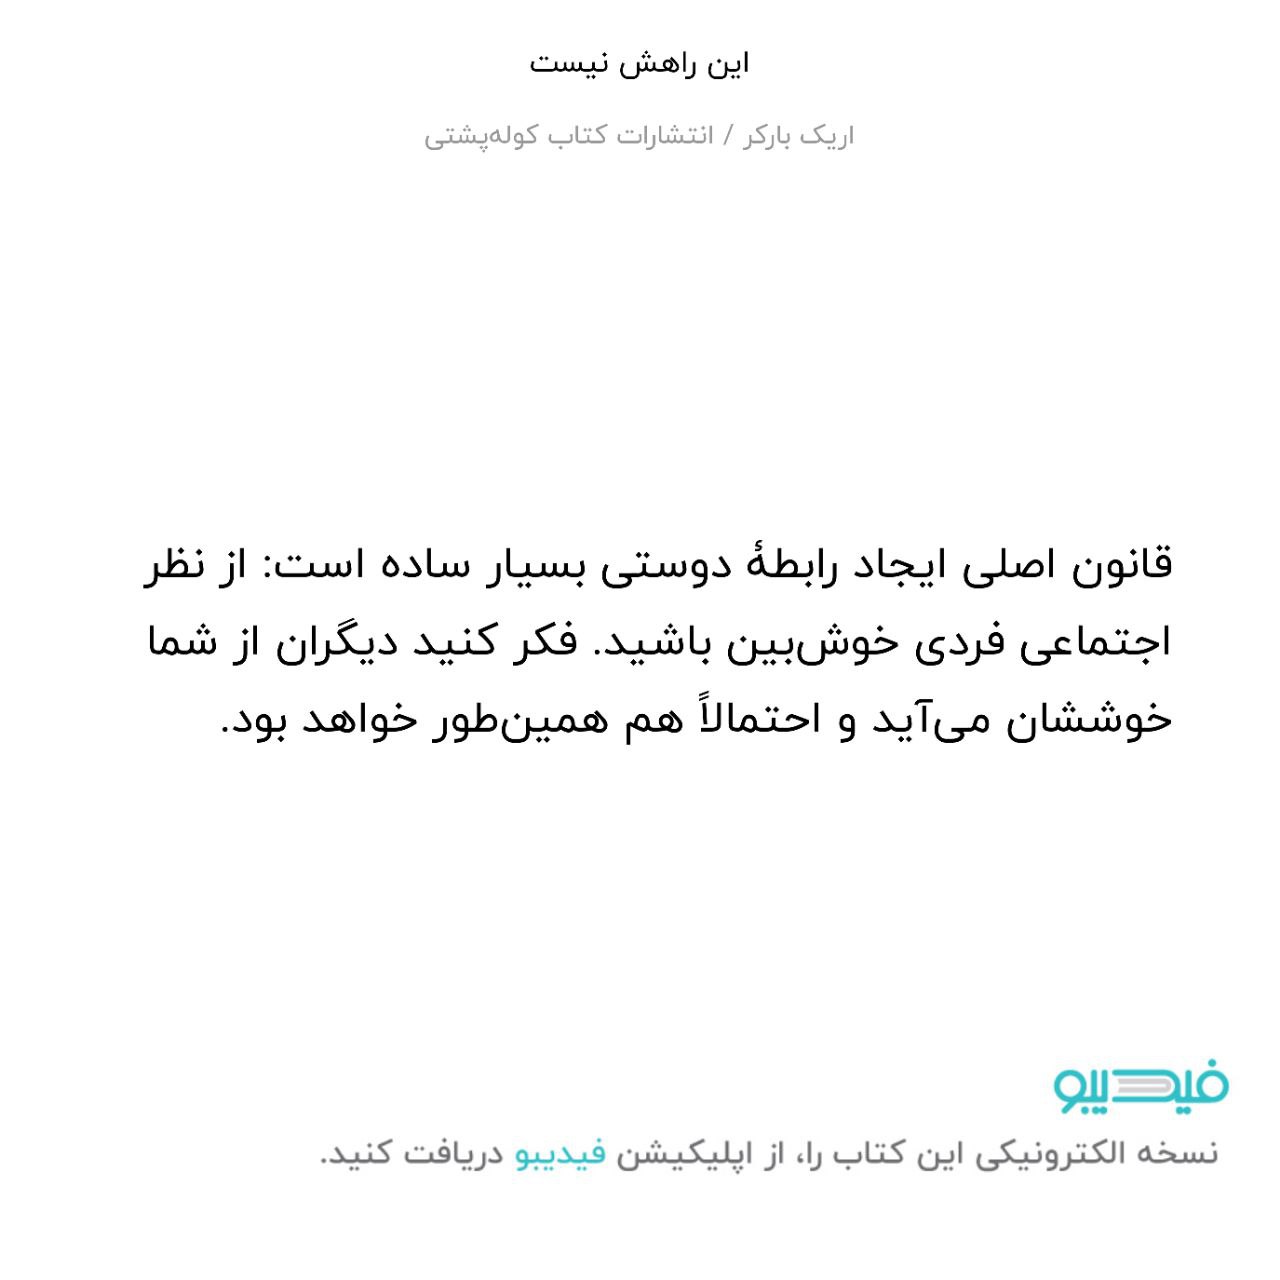 این راهش نیست
اریک بارکر / انتشارات کتاب کوله‌پشتی
قانون اصلی ایجاد رابطهٔ دوستی بسیار ساده است: از نظر
اجتماعی فردی خوش‌بین باشید. فکر کنید دیگران از شما
خوششان می‌آید و احتمالاً هم همین‌طور خواهد بود.
فیدیبو
نسخه الکترونیکی این کتاب را، از اپلیکیشن فیدیبو دریافت کنید.